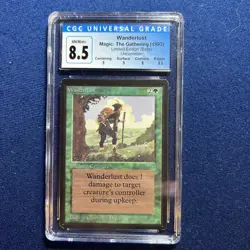 CGC UNIVERSAL GRADE
NM/Mint+
8.5
Wanderlust
Magic: The Gathering (1993)
Limited Edition (Beta)
Uncommon
Centering
Surface
Corners
Edges
Wanderlust
Wanderlust does 1
damage to target
creature's controller
during upkeep.